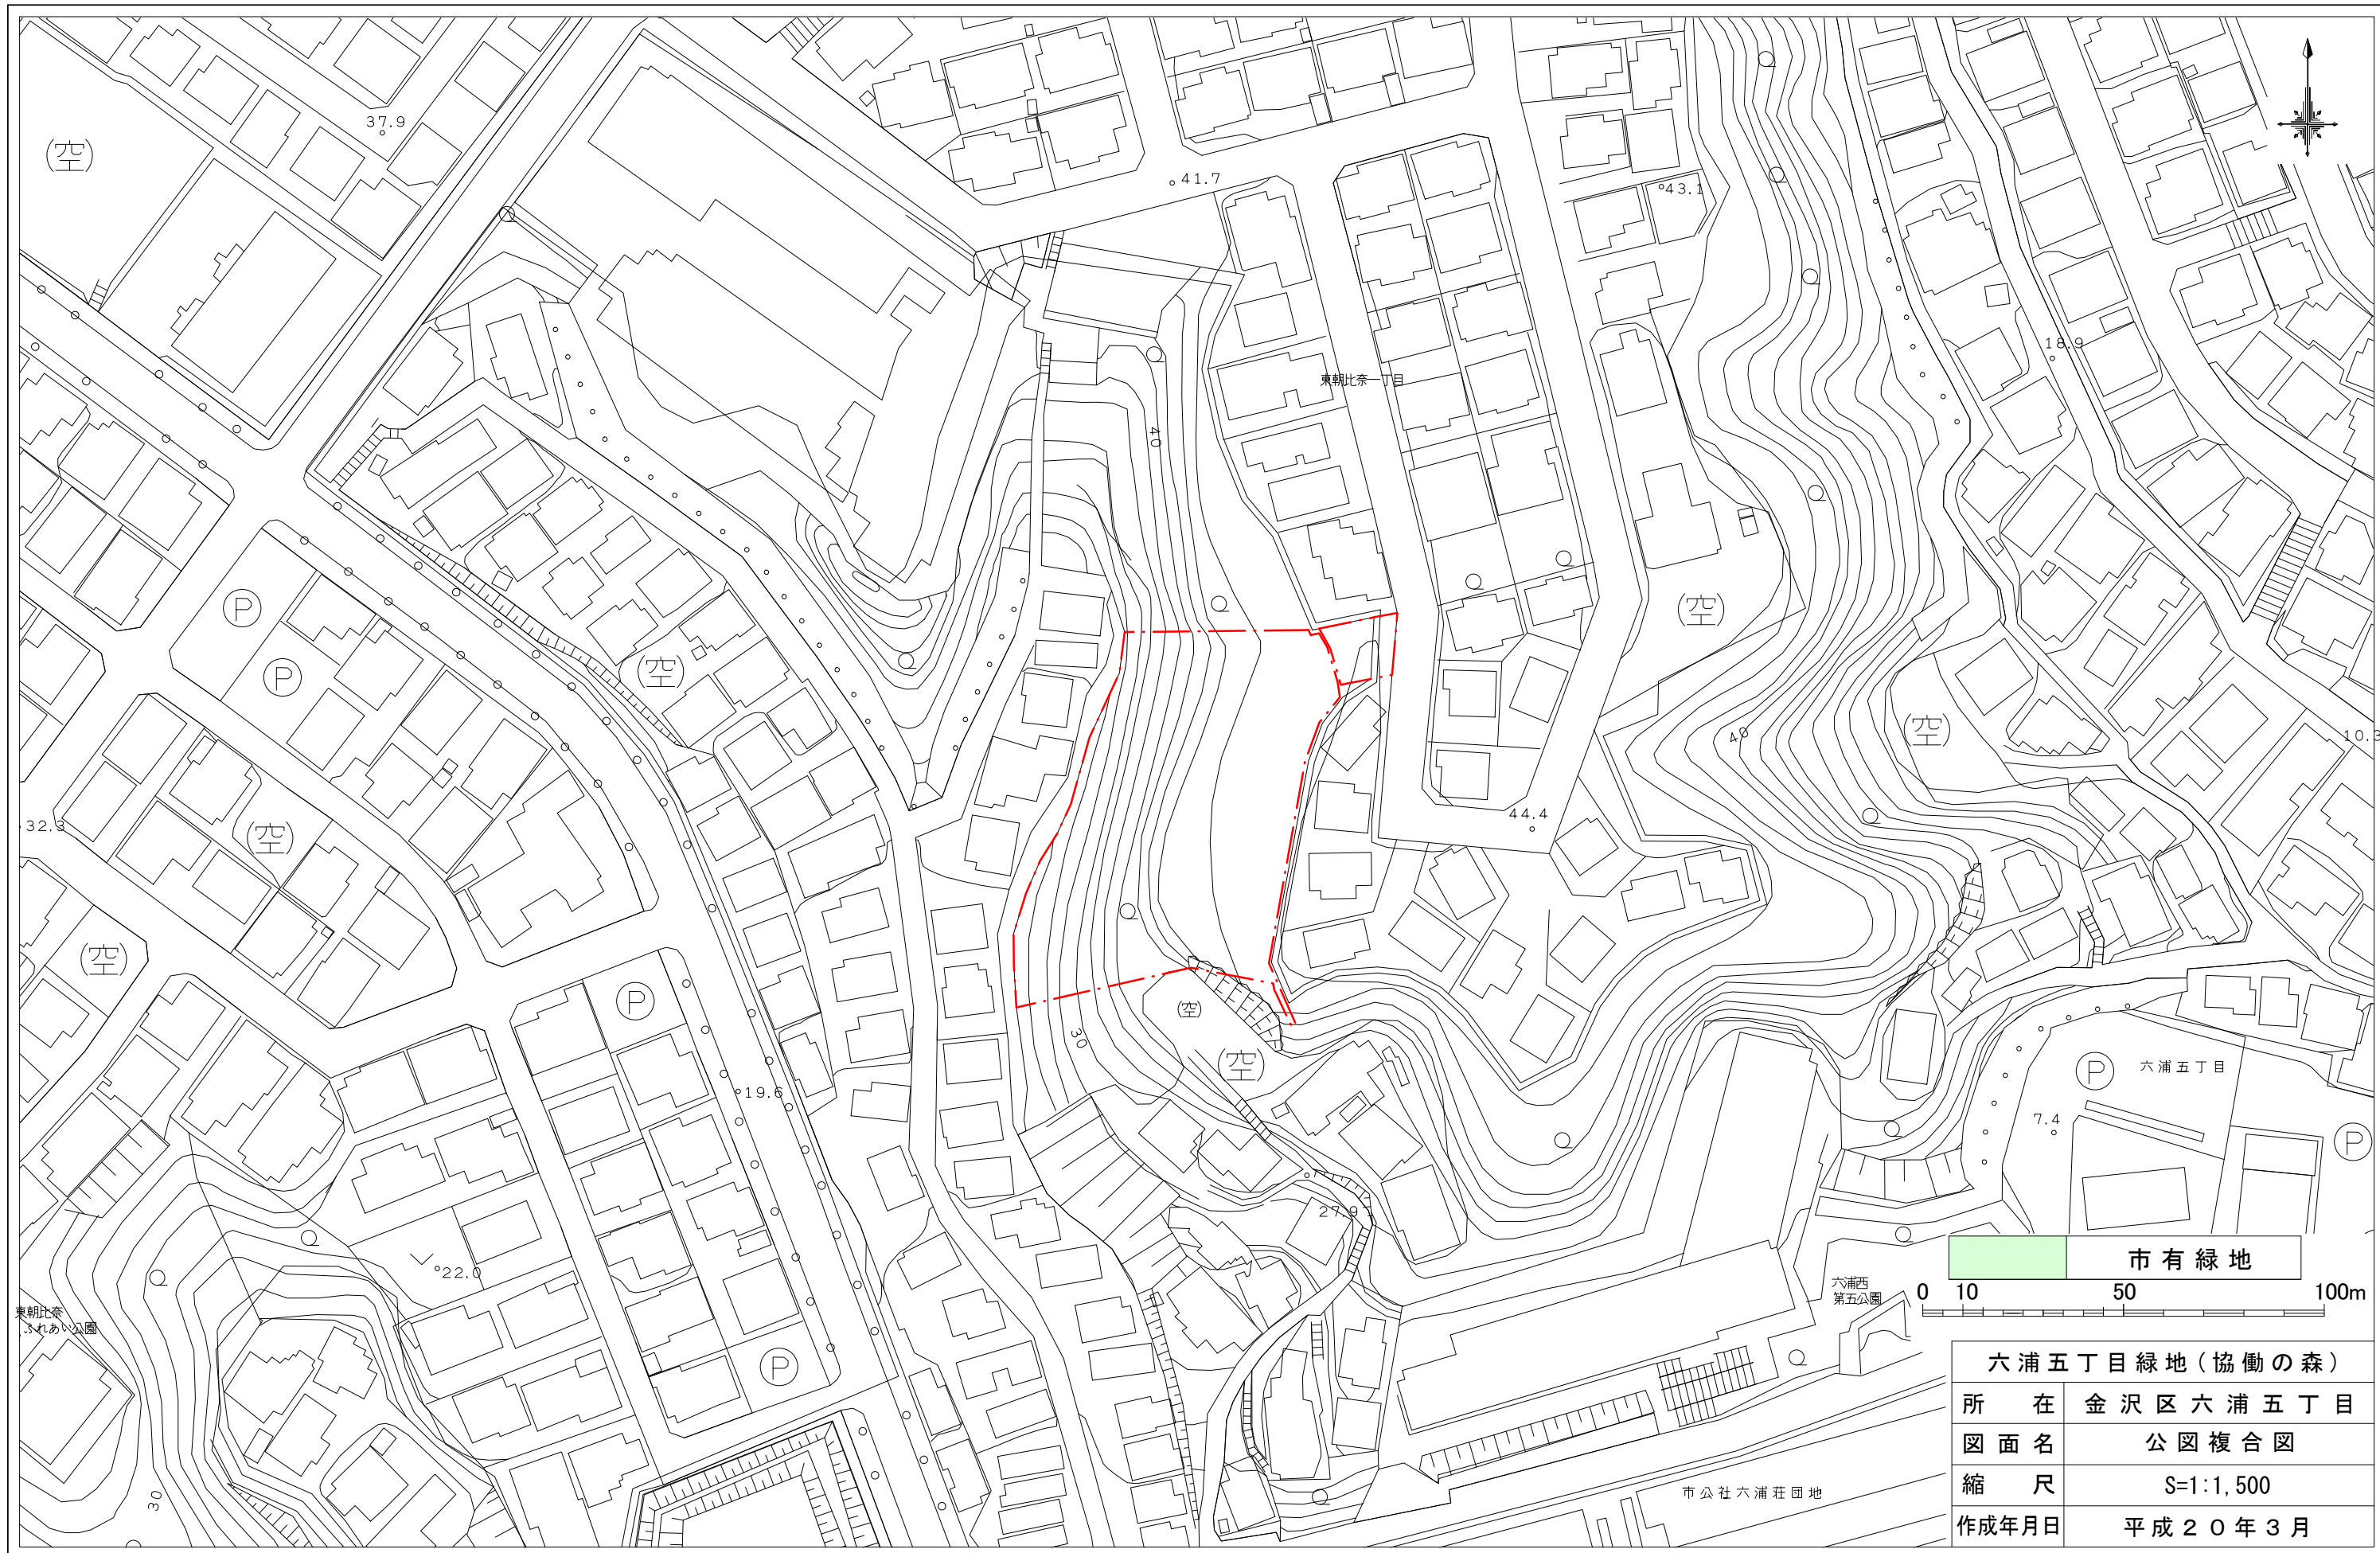 37.9
(空)
41.7
43.1
18.9
東朝比奈一丁目
40
P
(空)
P
(空)
(空)
40
(空)
10.3
44.4
32.3
(空)
(空)
P
(空)
30
(空)
19.6
P
六浦五丁目
7.4
P
27.9
22.0
市有緑地
0 10 50 100m
六浦西
第五公園
東朝比奈
ふれあい公園
P
六浦五丁目緑地(協働の森)
所在 金沢区六浦五丁目
図面名 公図複合図
縮尺 S=1:1,500
作成年月日 平成20年3月
市公社六浦荘団地
30